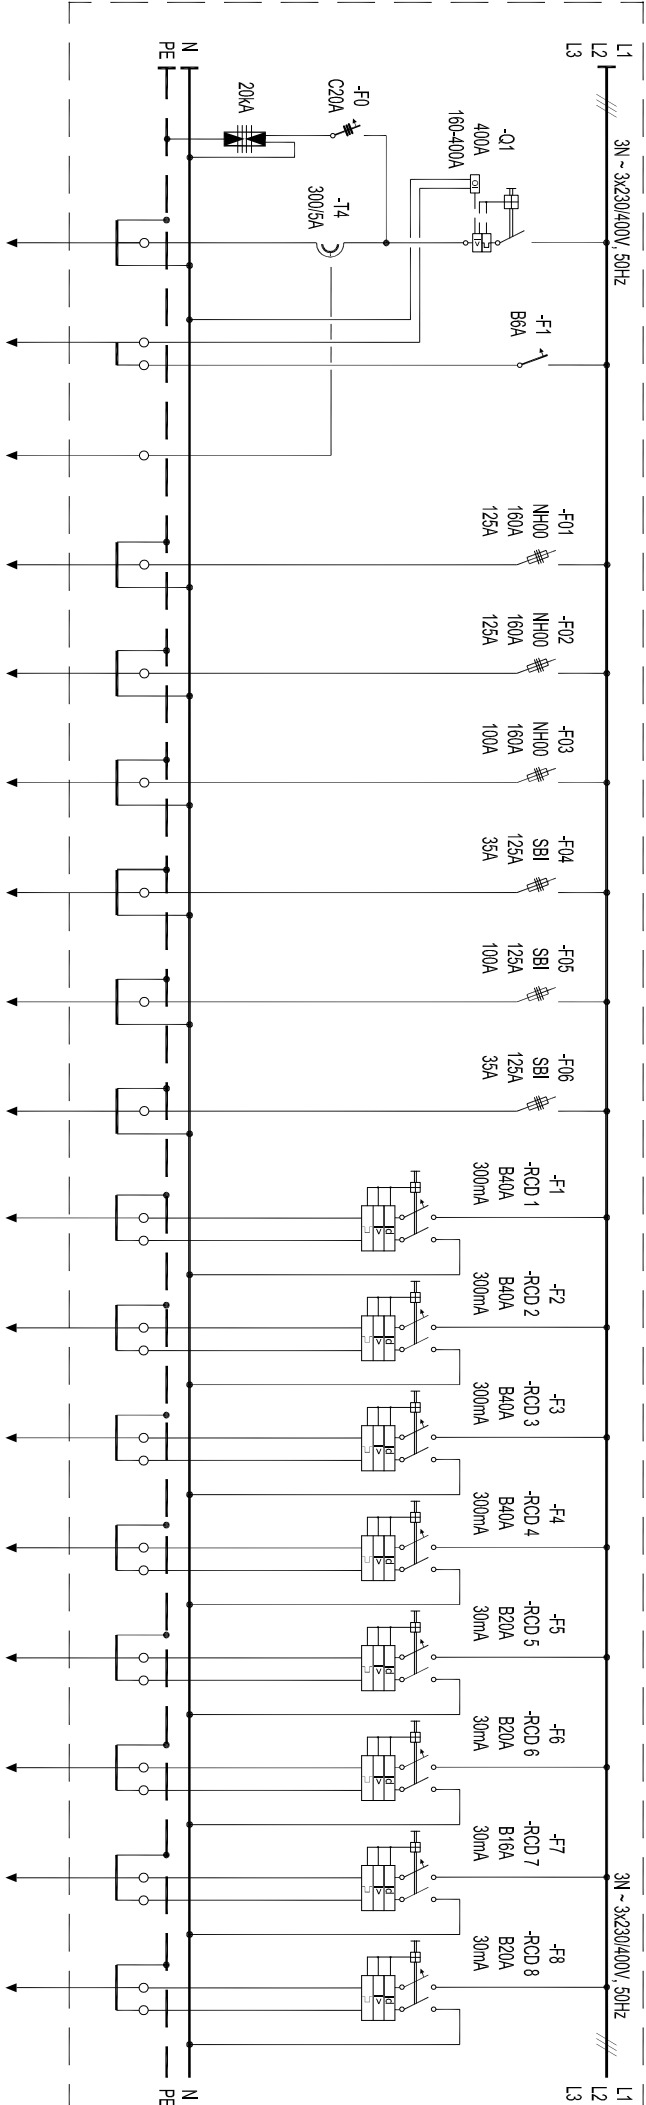 L1
L2
L3
3N ~ 3x230/400V, 50Hz
N
PE
-Q1
400A
160-400A
-F0
C20A
20kA
-T4
300/5A
-F1
B6A
-F01
NH00
160A
125A
-F02
NH00
160A
125A
-F03
NH00
160A
100A
-F04
SBI
125A
35A
-F05
SBI
125A
100A
-F06
SBI
125A
35A
-F1
-RCD 1
B40A
300mA
-F2
-RCD 2
B40A
300mA
-F3
-RCD 3
B40A
300mA
-F4
-RCD 4
B40A
300mA
-F5
-RCD 5
B20A
30mA
-F6
-RCD 6
B20A
30mA
-F7
-RCD 7
B16A
30mA
-F8
-RCD 8
B20A
30mA
3N ~ 3x230/400V, 50Hz
L1
L2
L3
N
PE